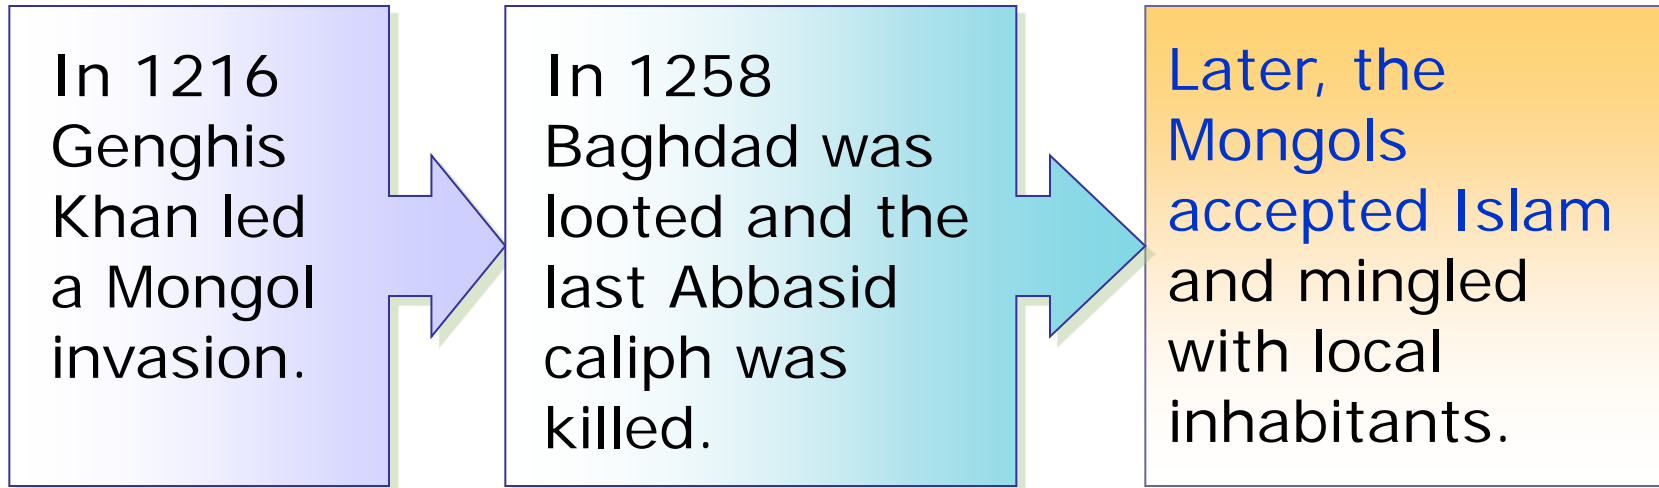 In 1216
Genghis
Khan led
a Mongol
invasion.
In 1258
Baghdad was
looted and the
last Abbasid
caliph was
killed.
Later, the
Mongols
accepted Islam
and mingled
with local
inhabitants.